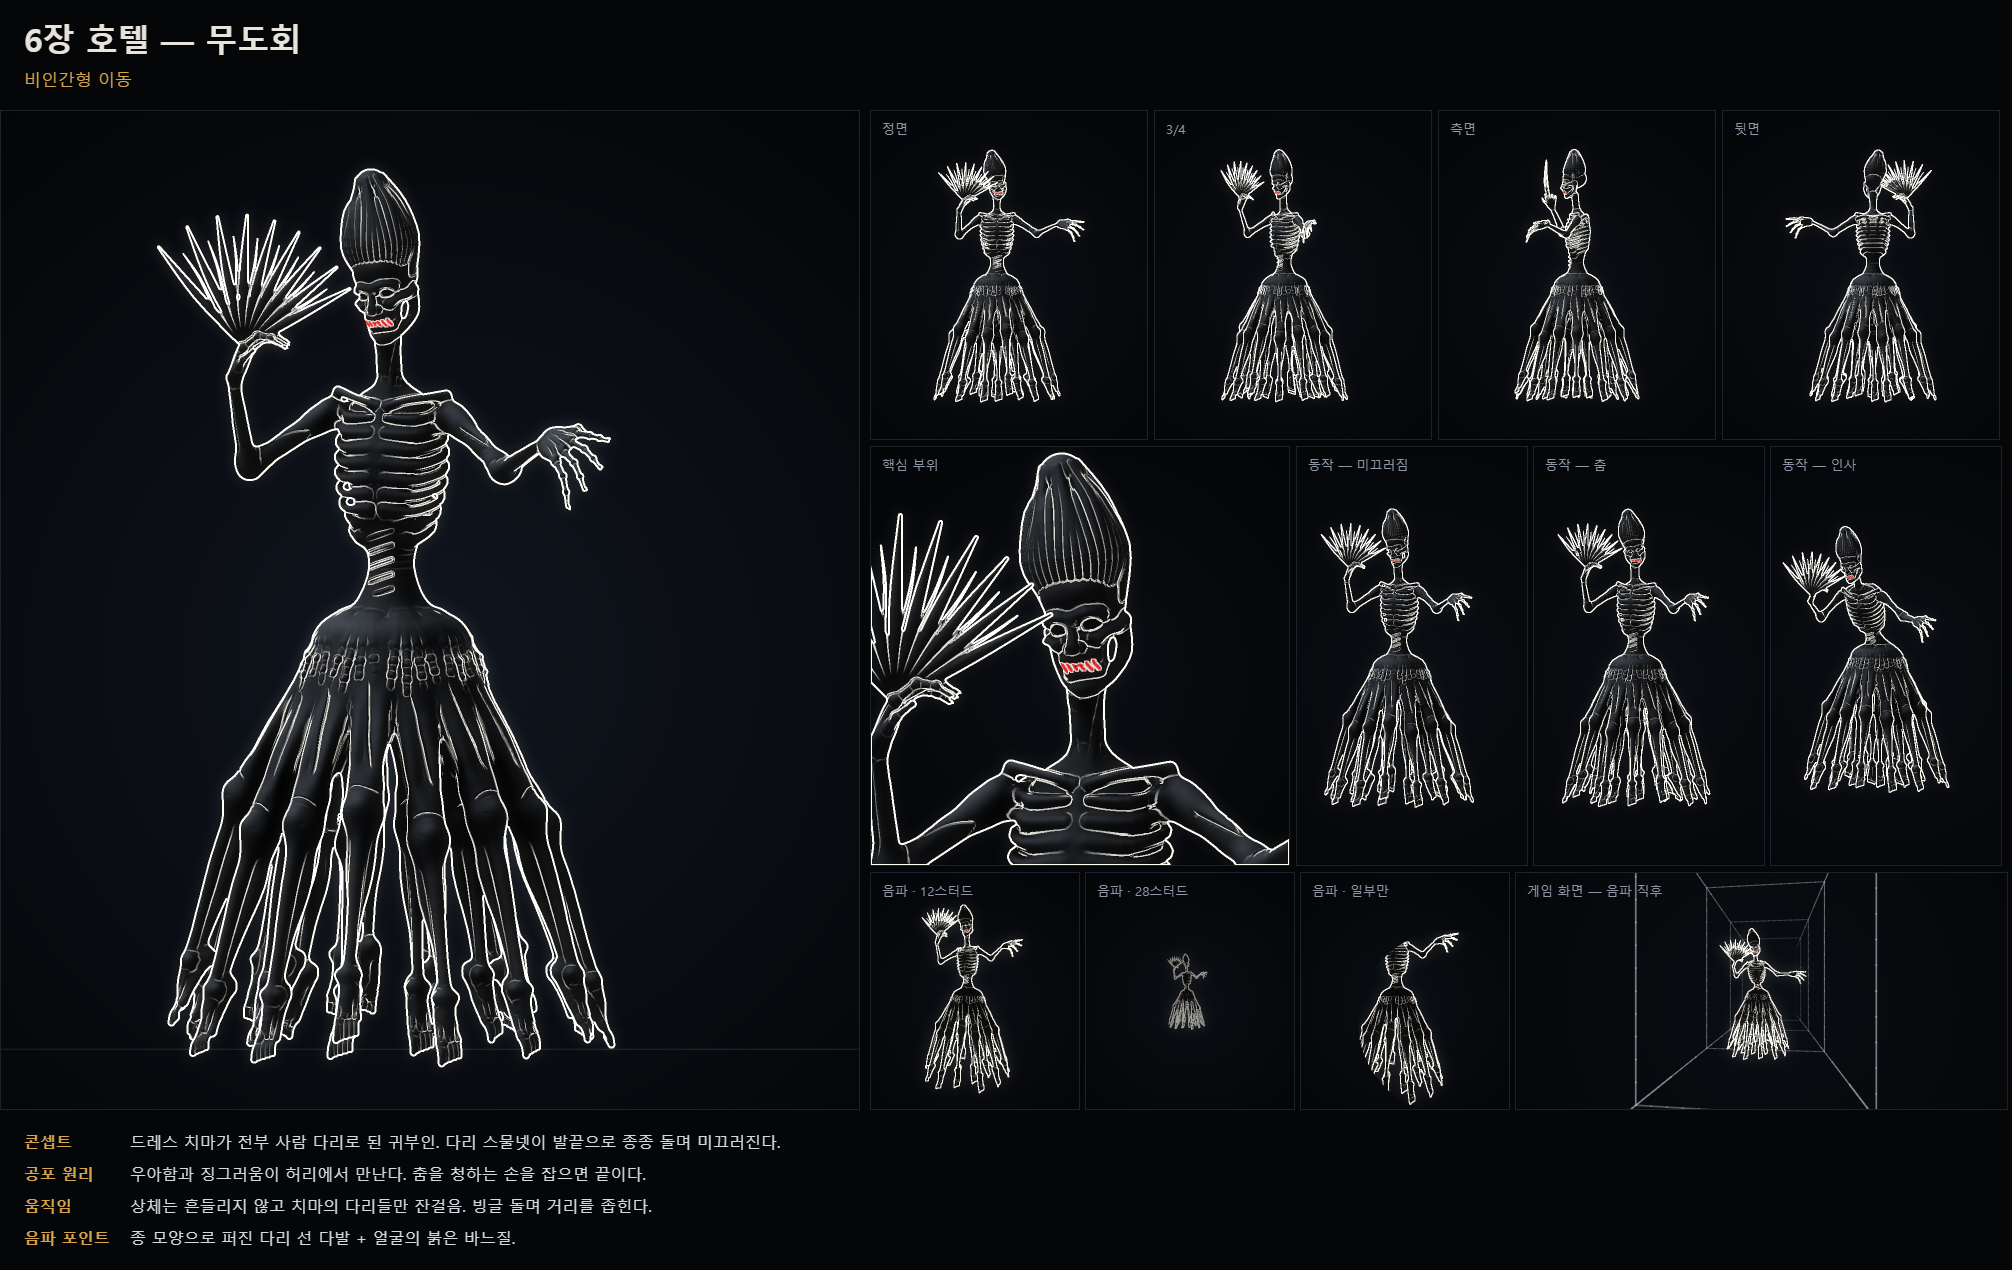 6장 호텔 — 무도회
비인간형 이동
정면
3/4
측면
뒷면
핵심 부위
동작 — 미끄러짐
동작 — 춤
동작 — 인사
음파 · 12스터드
음파 · 28스터드
음파 · 일부만
게임 화면 — 음파 직후
콘셉트 드레스 치마가 전부 사람 다리로 된 귀부인. 다리 스물넷이 발끝으로 종종 돌며 미끄러진다.
공포 원리 우아함과 징그러움이 허리에서 만난다. 춤을 청하는 손을 잡으면 끝이다.
움직임 상체는 흔들리지 않고 치마의 다리들만 잔걸음. 빙글 돌며 거리를 좁힌다.
음파 포인트 종 모양으로 퍼진 다리 선 다발 + 얼굴의 붉은 바느질.